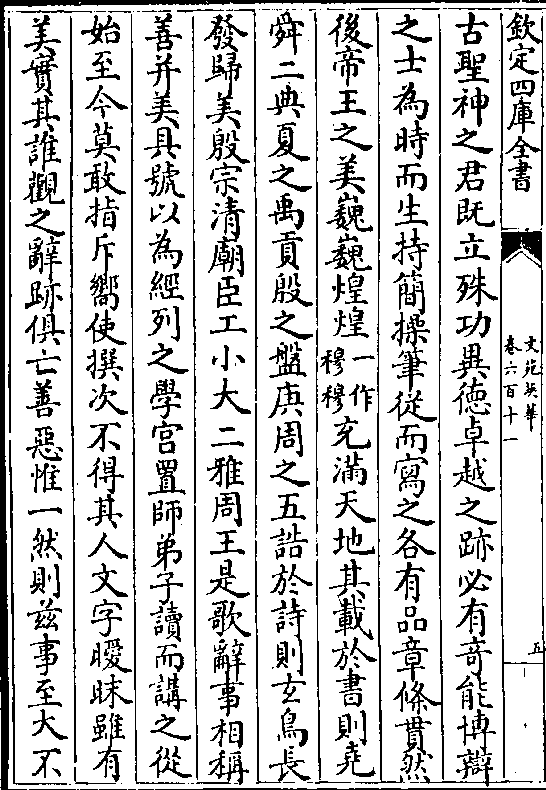 欽定四庫全書
文苑英華
卷六百十一
五
古聖神之君既立殊功異徳卓越之跡必有奇能博辯
之士為時而生持簡操筆從而寫之各有品章條貫然
後帝王之美巍巍煌煌一作穆穆充滿天地其載於書則堯
舜二典夏之禹貢殷之盤庚周之五誥於詩則玄鳥長
發歸美殷宗清廟臣工小大二雅周王是歌辭事相稱
善并美具號以為經列之學宮置師弟子讀而講之從
始至今莫敢指斥嚮使撰次不得其人文字曖昧雖有
美實其誰觀之辭跡俱亡善惡惟一然則兹事至大不